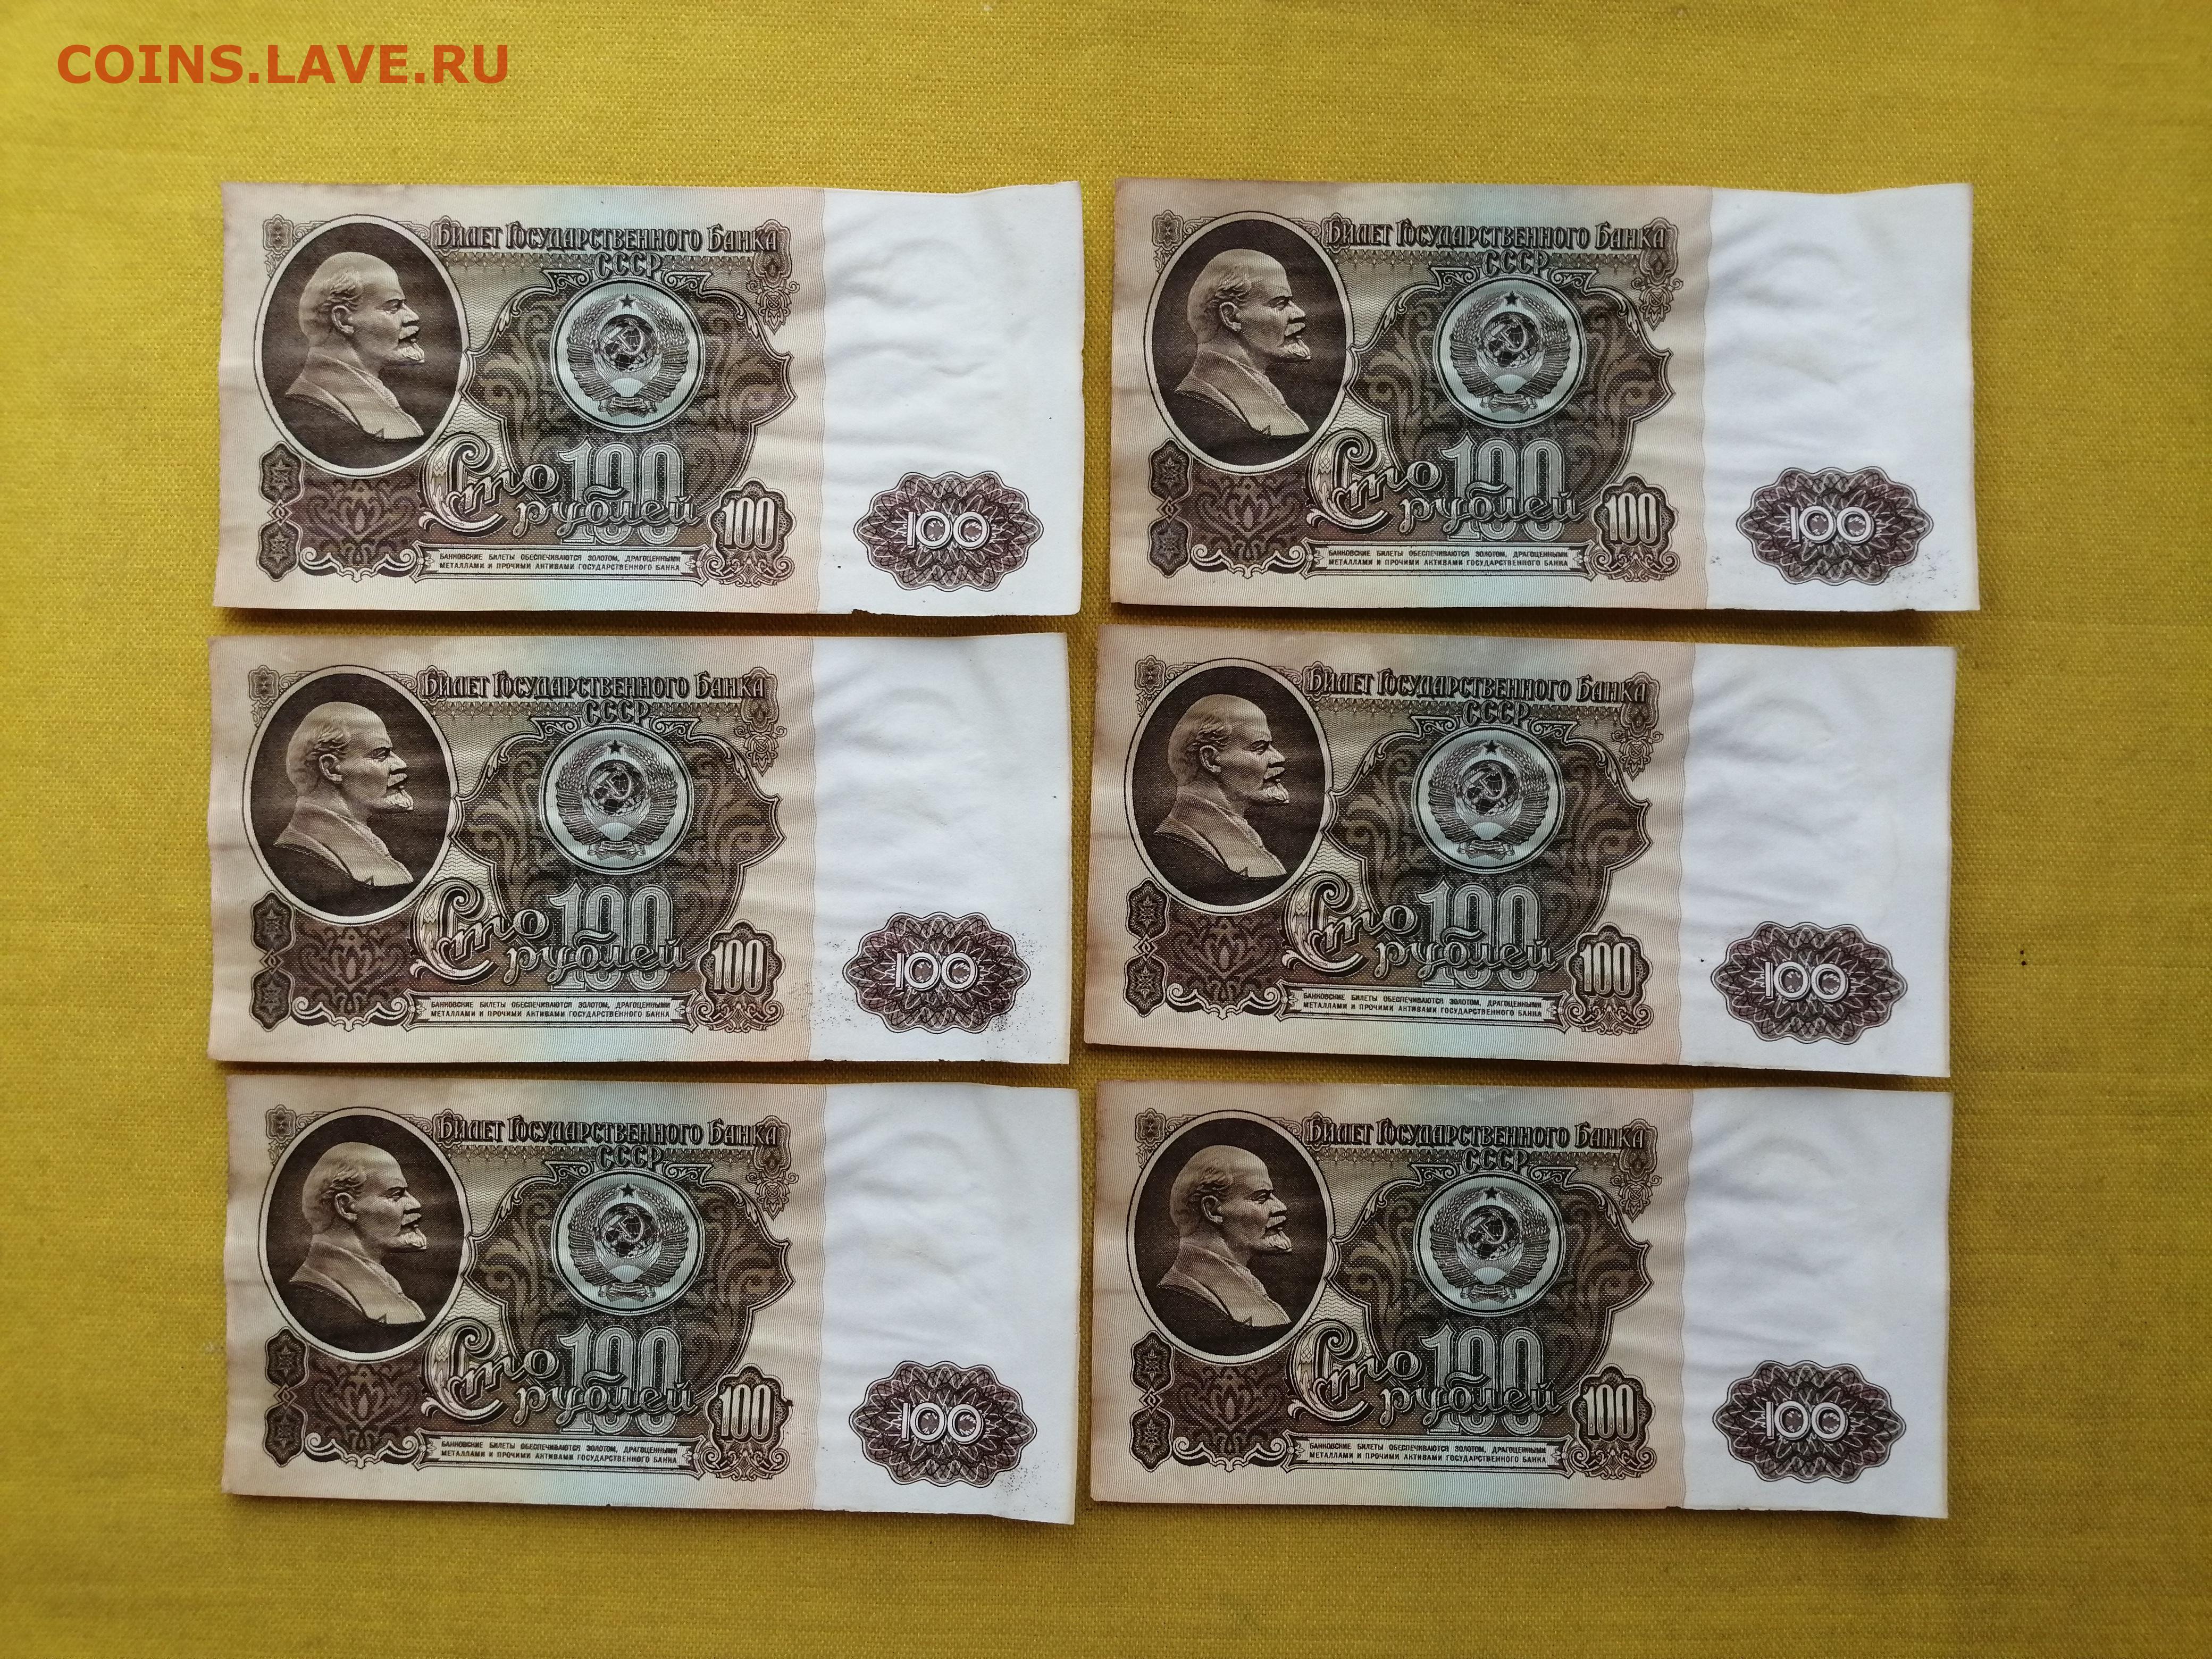 COINS.LAVE.RU
БИЛЕТ ГОСУДАРСТВЕННОГО БАНКА
СССР
100
Сто
рублей
100
100
БАНКОВСКИЕ БИЛЕТЫ ОБЕСПЕЧИВАЮТСЯ ЗОЛОТОМ, ДРАГОЦЕННЫМИ
МЕТАЛЛАМИ И ПРОЧИМИ АКТИВАМИ ГОСУДАРСТВЕННОГО БАНКА
БИЛЕТ ГОСУДАРСТВЕННОГО БАНКА
СССР
100
Сто
рублей
100
100
БАНКОВСКИЕ БИЛЕТЫ ОБЕСПЕЧИВАЮТСЯ ЗОЛОТОМ, ДРАГОЦЕННЫМИ
МЕТАЛЛАМИ И ПРОЧИМИ АКТИВАМИ ГОСУДАРСТВЕННОГО БАНКА
БИЛЕТ ГОСУДАРСТВЕННОГО БАНКА
СССР
100
Сто
рублей
100
100
БАНКОВСКИЕ БИЛЕТЫ ОБЕСПЕЧИВАЮТСЯ ЗОЛОТОМ, ДРАГОЦЕННЫМИ
МЕТАЛЛАМИ И ПРОЧИМИ АКТИВАМИ ГОСУДАРСТВЕННОГО БАНКА
БИЛЕТ ГОСУДАРСТВЕННОГО БАНКА
СССР
100
Сто
рублей
100
100
БАНКОВСКИЕ БИЛЕТЫ ОБЕСПЕЧИВАЮТСЯ ЗОЛОТОМ, ДРАГОЦЕННЫМИ
МЕТАЛЛАМИ И ПРОЧИМИ АКТИВАМИ ГОСУДАРСТВЕННОГО БАНКА
БИЛЕТ ГОСУДАРСТВЕННОГО БАНКА
СССР
100
Сто
рублей
100
100
БАНКОВСКИЕ БИЛЕТЫ ОБЕСПЕЧИВАЮТСЯ ЗОЛОТОМ, ДРАГОЦЕННЫМИ
МЕТАЛЛАМИ И ПРОЧИМИ АКТИВАМИ ГОСУДАРСТВЕННОГО БАНКА
БИЛЕТ ГОСУДАРСТВЕННОГО БАНКА
СССР
100
Сто
рублей
100
100
БАНКОВСКИЕ БИЛЕТЫ ОБЕСПЕЧИВАЮТСЯ ЗОЛОТОМ, ДРАГОЦЕННЫМИ
МЕТАЛЛАМИ И ПРОЧИМИ АКТИВАМИ ГОСУДАРСТВЕННОГО БАНКА